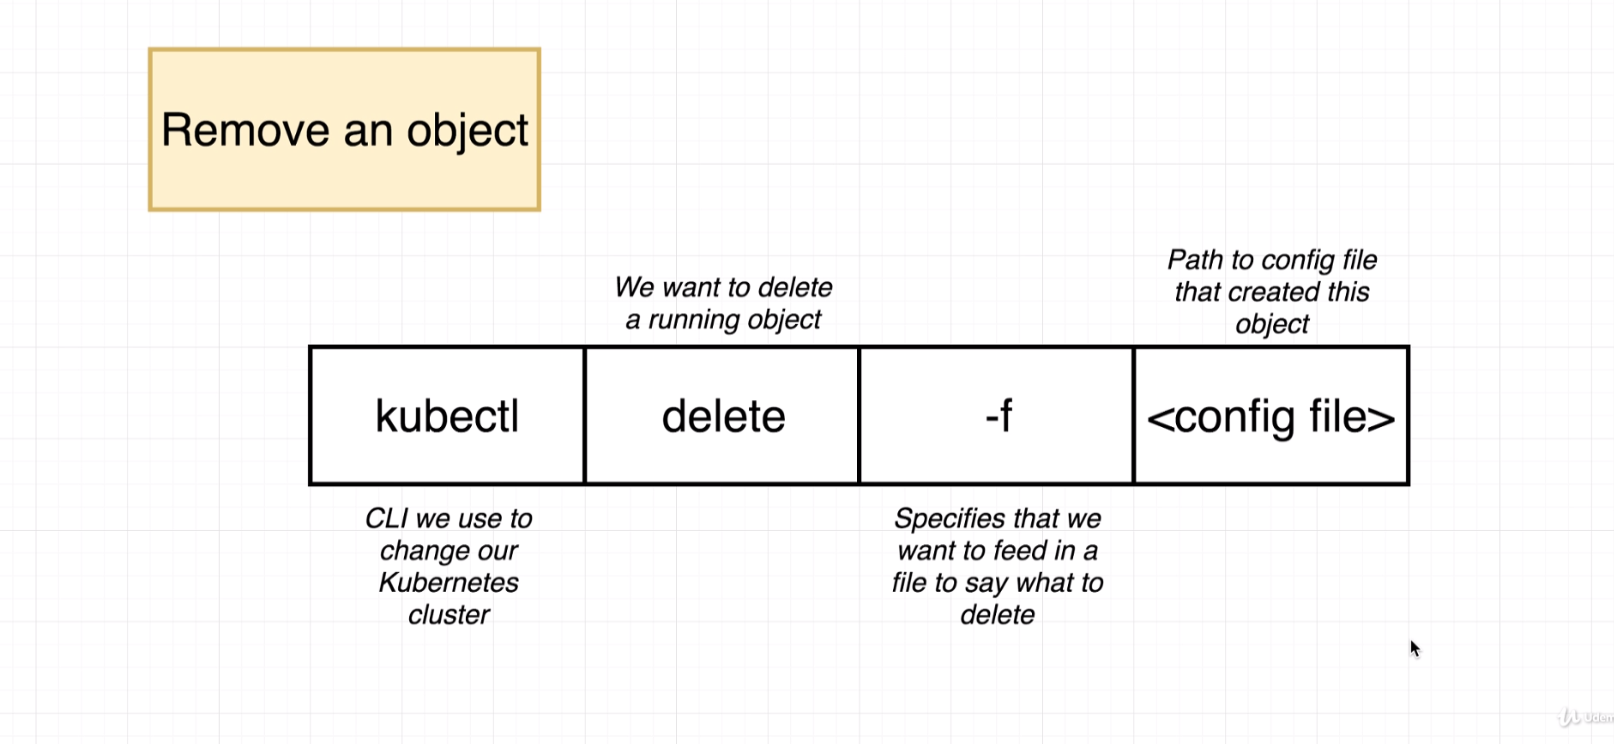 Remove an object
We want to delete
a running object
Path to config file
that created this
object
kubectl
delete
-f
<config file>
CLI we use to
change our
Kubernetes
cluster
Specifies that we
want to feed in a
file to say what to
delete